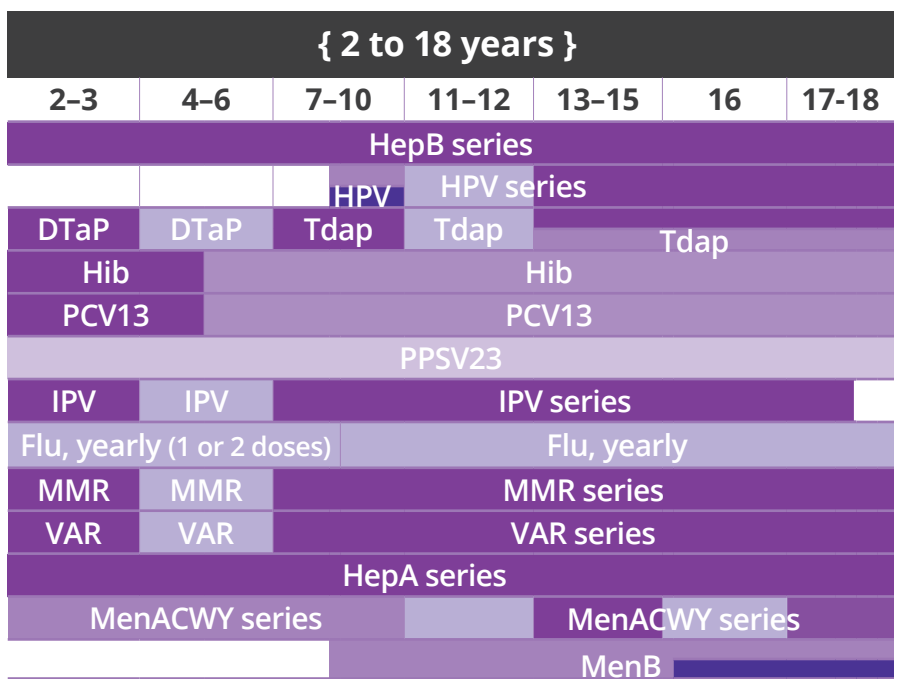 { 2 to 18 years }
2–3 4–6 7–10 11–12 13–15 16 17-18
HepB series
HPV HPV series
DTaP DTaP Tdap Tdap Tdap
Hib Hib
PCV13 PCV13
PPSV23
IPV IPV IPV series
Flu, yearly (1 or 2 doses) Flu, yearly
MMR MMR MMR series
VAR VAR VAR series
HepA series
MenACWY series MenACWY series
MenB